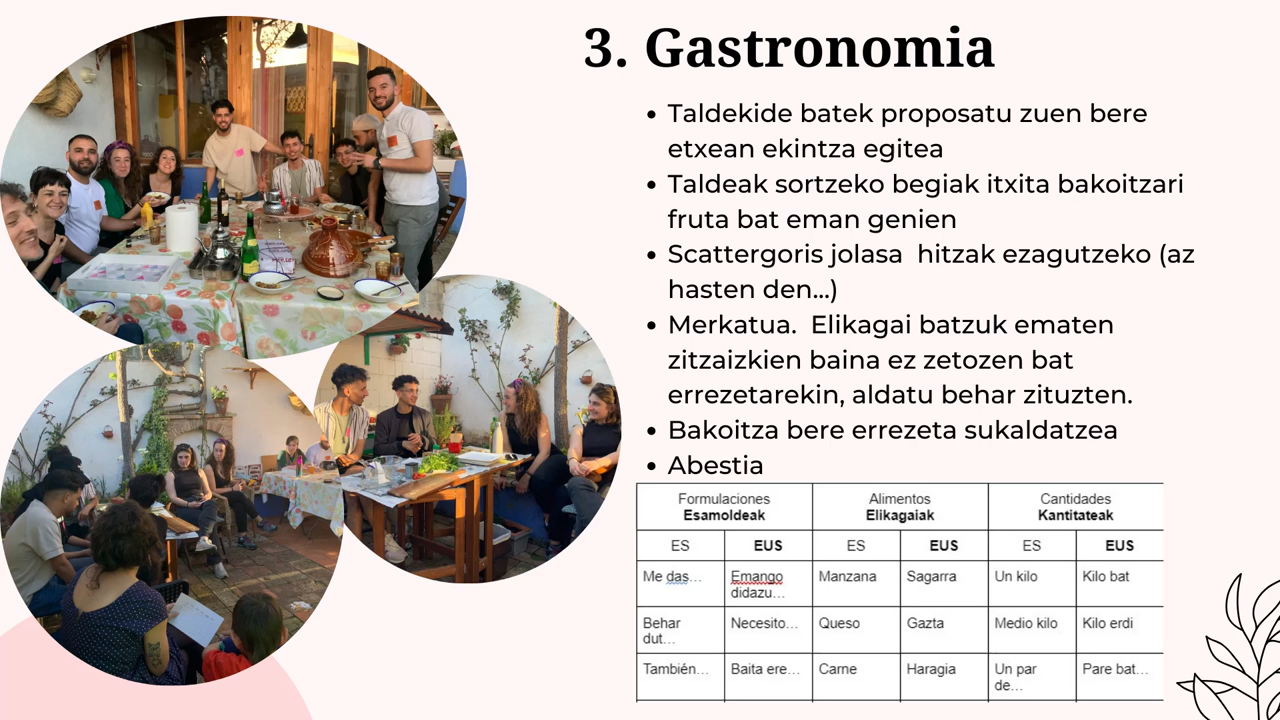 3. Gastronomia
• Taldekide batek proposatu zuen bere
etxean ekintza egitea
• Taldeak sortzeko begiak itxita bakoitzari
fruta bat eman genien
• Scattergoris jolasa hitzak ezagutzeko (az
hasten den...)
• Merkatua. Elikagai batzuk ematen
zitzaizkien baina ez zetozen bat
errezetarekin, aldatu behar zituzten.
• Bakoitza bere errezeta sukaldatzea
• Abestia
Formulaciones Alimentos Cantidades
Esamoldeak Elikagaiak Kantitateak
ES EUS ES EUS ES EUS
Me das... Emango didazu... Manzana Sagarra Un kilo Kilo bat
Behar dut... Necesito... Queso Gazta Medio kilo Kilo erdi
También... Baita ere... Carne Haragia Un par de... Pare bat...